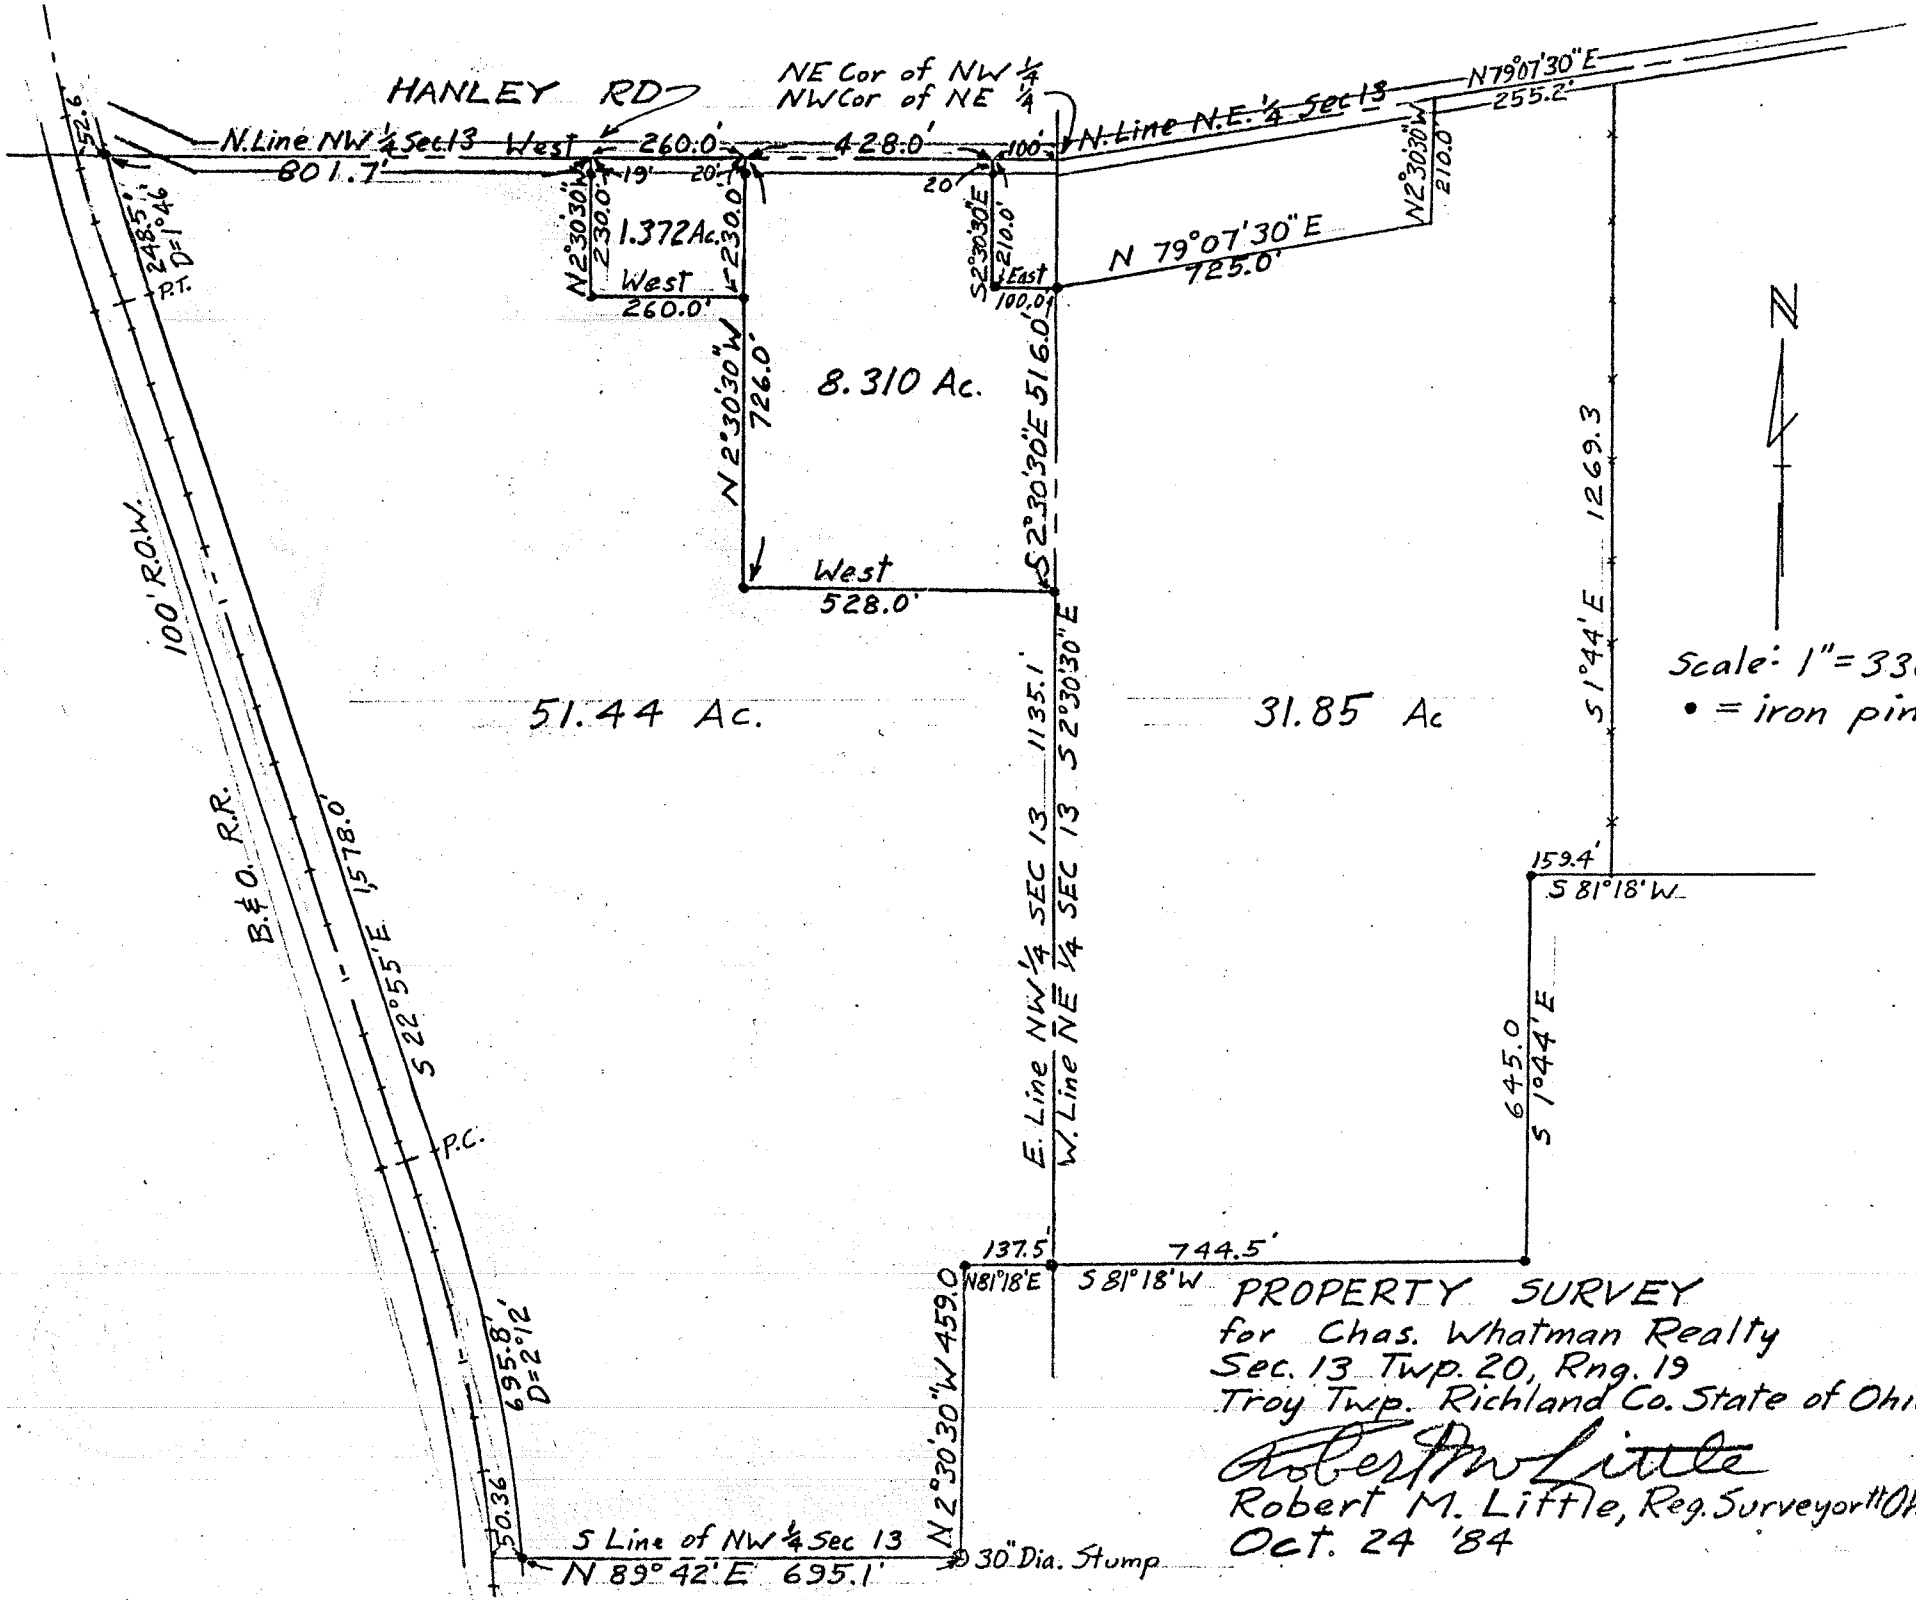 HANLEY RD
NE Cor of NW 1/4
NW Cor of NE 1/4
N79°07'30"E
255.2'
52.6
N. Line NW 1/4 Sec 13 West
801.7'
260.0'
428.0'
100'
N. Line N.E. 1/4 Sec 13
19'
20'
20'
248.5'
D=1°46'
P.T.
N2°30'30"W
230.0'
1.372 Ac.
230.0'
West
260.0'
S2°30'30"E
210.0'
East
100.0'
N 79°07'30"E
725.0'
N2°30'30"W
210.0'
N
N 2°30'30"W
726.0'
8.310 Ac.
S 2°30'30"E 516.0'
West
528.0'
S 1°44'E 1269.3
Scale: 1"=33
• = iron pin
100' R.O.W.
B.&O. R.R.
51.44 Ac.
31.85 Ac
E. Line NW 1/4 SEC 13 1135.1'
W. Line NE 1/4 SEC 13 S 2°30'30"E
S 22°55'E 1,578.0'
P.C.
159.4'
S 81°18'W
645.0
S 1°44'E
137.5'
N81°18'E
744.5'
S 81°18'W
695.8'
D=2°12'
N 2°30'30"W 459.0
50.36'
S Line of NW 1/4 Sec 13
N 89°42'E 695.1'
30" Dia. Stump
PROPERTY SURVEY
for Chas. Whatman Realty
Sec. 13 Twp. 20, Rng. 19
Troy Twp. Richland Co. State of Ohi
Robert M Little
Robert M. Little, Reg. Surveyor
Oct. 24 '84